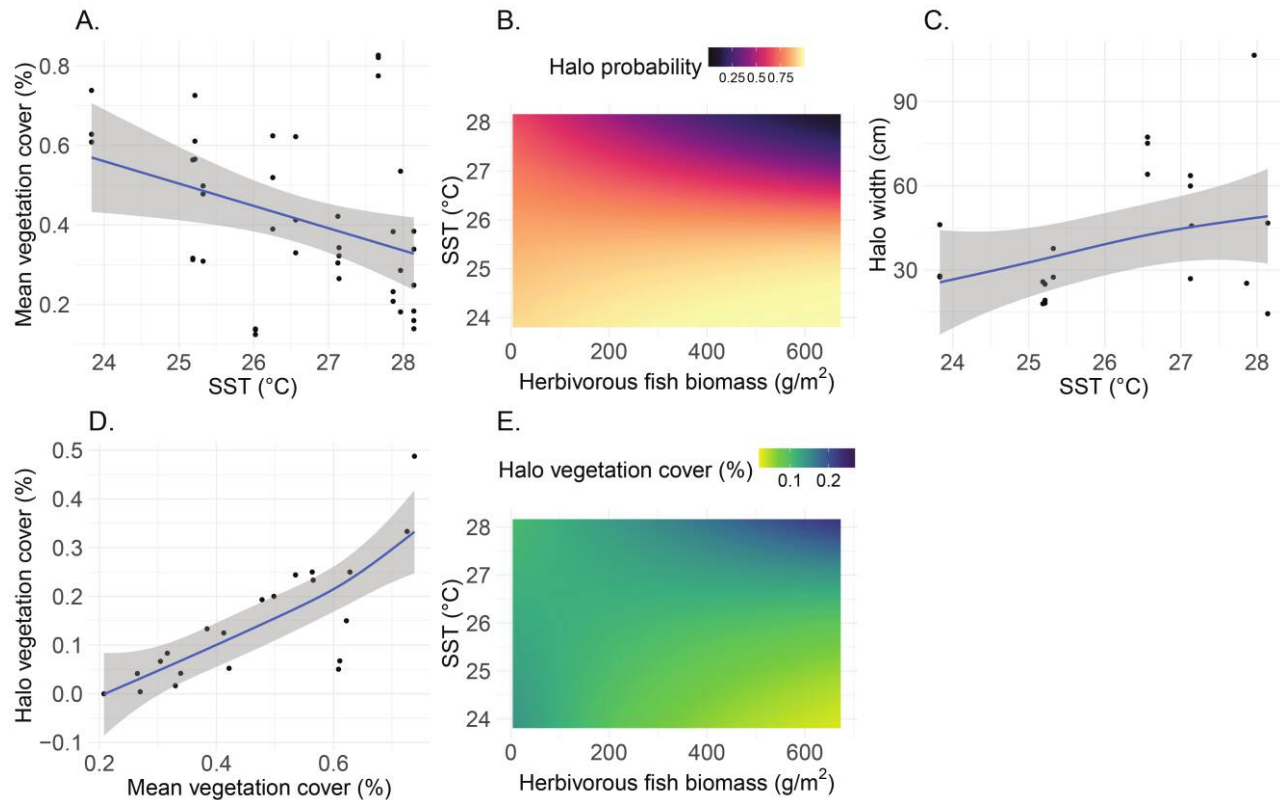 A.
Mean vegetation cover (%)
0.8
0.6
0.4
0.2
24 25 26 27 28
SST (°C)
B.
Halo probability
0.25 0.5 0.75
SST (°C)
28
27
26
25
24
0 200 400 600
Herbivorous fish biomass (g/m²)
C.
Halo width (cm)
90
60
30
24 25 26 27 28
SST (°C)
D.
Halo vegetation cover (%)
0.5
0.4
0.3
0.2
0.1
0.0
−0.1
0.2 0.4 0.6
Mean vegetation cover (%)
E.
Halo vegetation cover (%)
0.1 0.2
SST (°C)
28
27
26
25
24
0 200 400 600
Herbivorous fish biomass (g/m²)